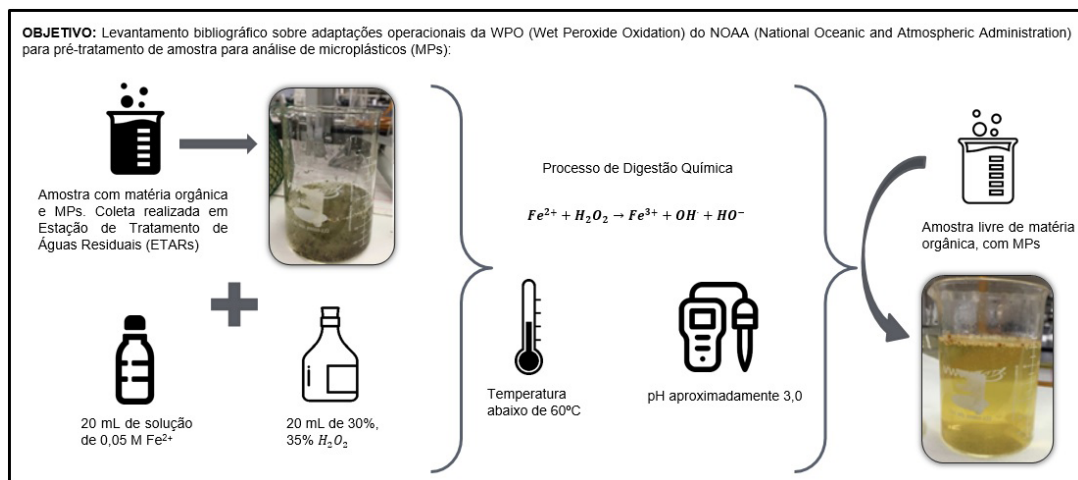 OBJETIVO: Levantamento bibliográfico sobre adaptações operacionais da WPO (Wet Peroxide Oxidation) do NOAA (National Oceanic and Atmospheric Administration)
para pré-tratamento de amostra para análise de microplásticos (MPs):
Amostra com matéria orgânica
e MPs. Coleta realizada em
Estação de Tratamento de
Águas Residuais (ETARs)
20 mL de solução
de 0,05 M Fe²⁺
20 mL de 30%,
35% H₂O₂
Processo de Digestão Química
Fe²⁺ + H₂O₂ → Fe³⁺ + OH· + HO⁻
Temperatura
abaixo de 60ºC
pH aproximadamente 3,0
Amostra livre de matéria
orgânica, com MPs